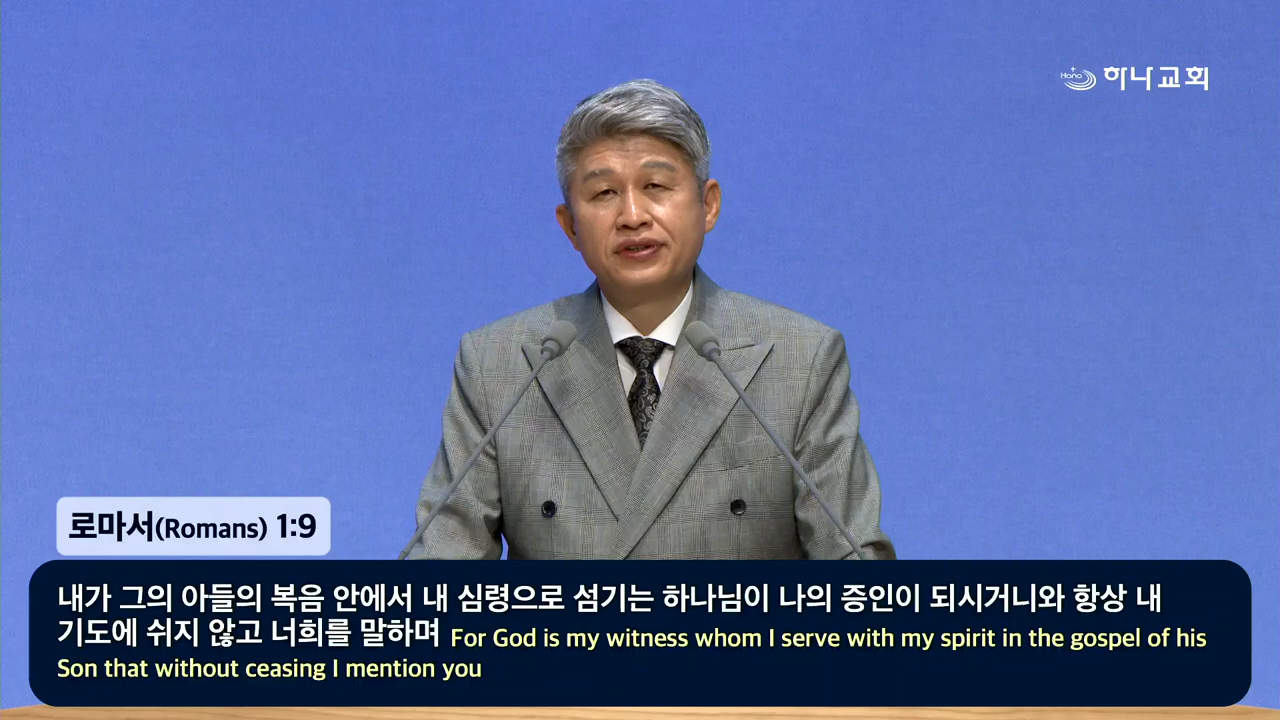 Hana 하나교회
로마서(Romans) 1:9
내가 그의 아들의 복음 안에서 내 심령으로 섬기는 하나님이 나의 증인이 되시거니와 항상 내
기도에 쉬지 않고 너희를 말하며 For God is my witness whom I serve with my spirit in the gospel of his
Son that without ceasing I mention you